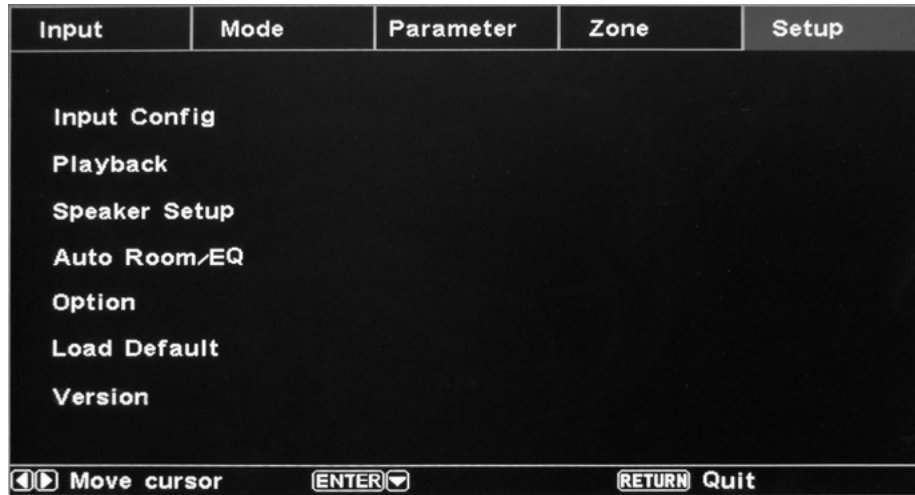 Input Mode Parameter Zone Setup
Input Config
Playback
Speaker Setup
Auto Room/EQ
Option
Load Default
Version
Move cursor ENTER RETURN Quit